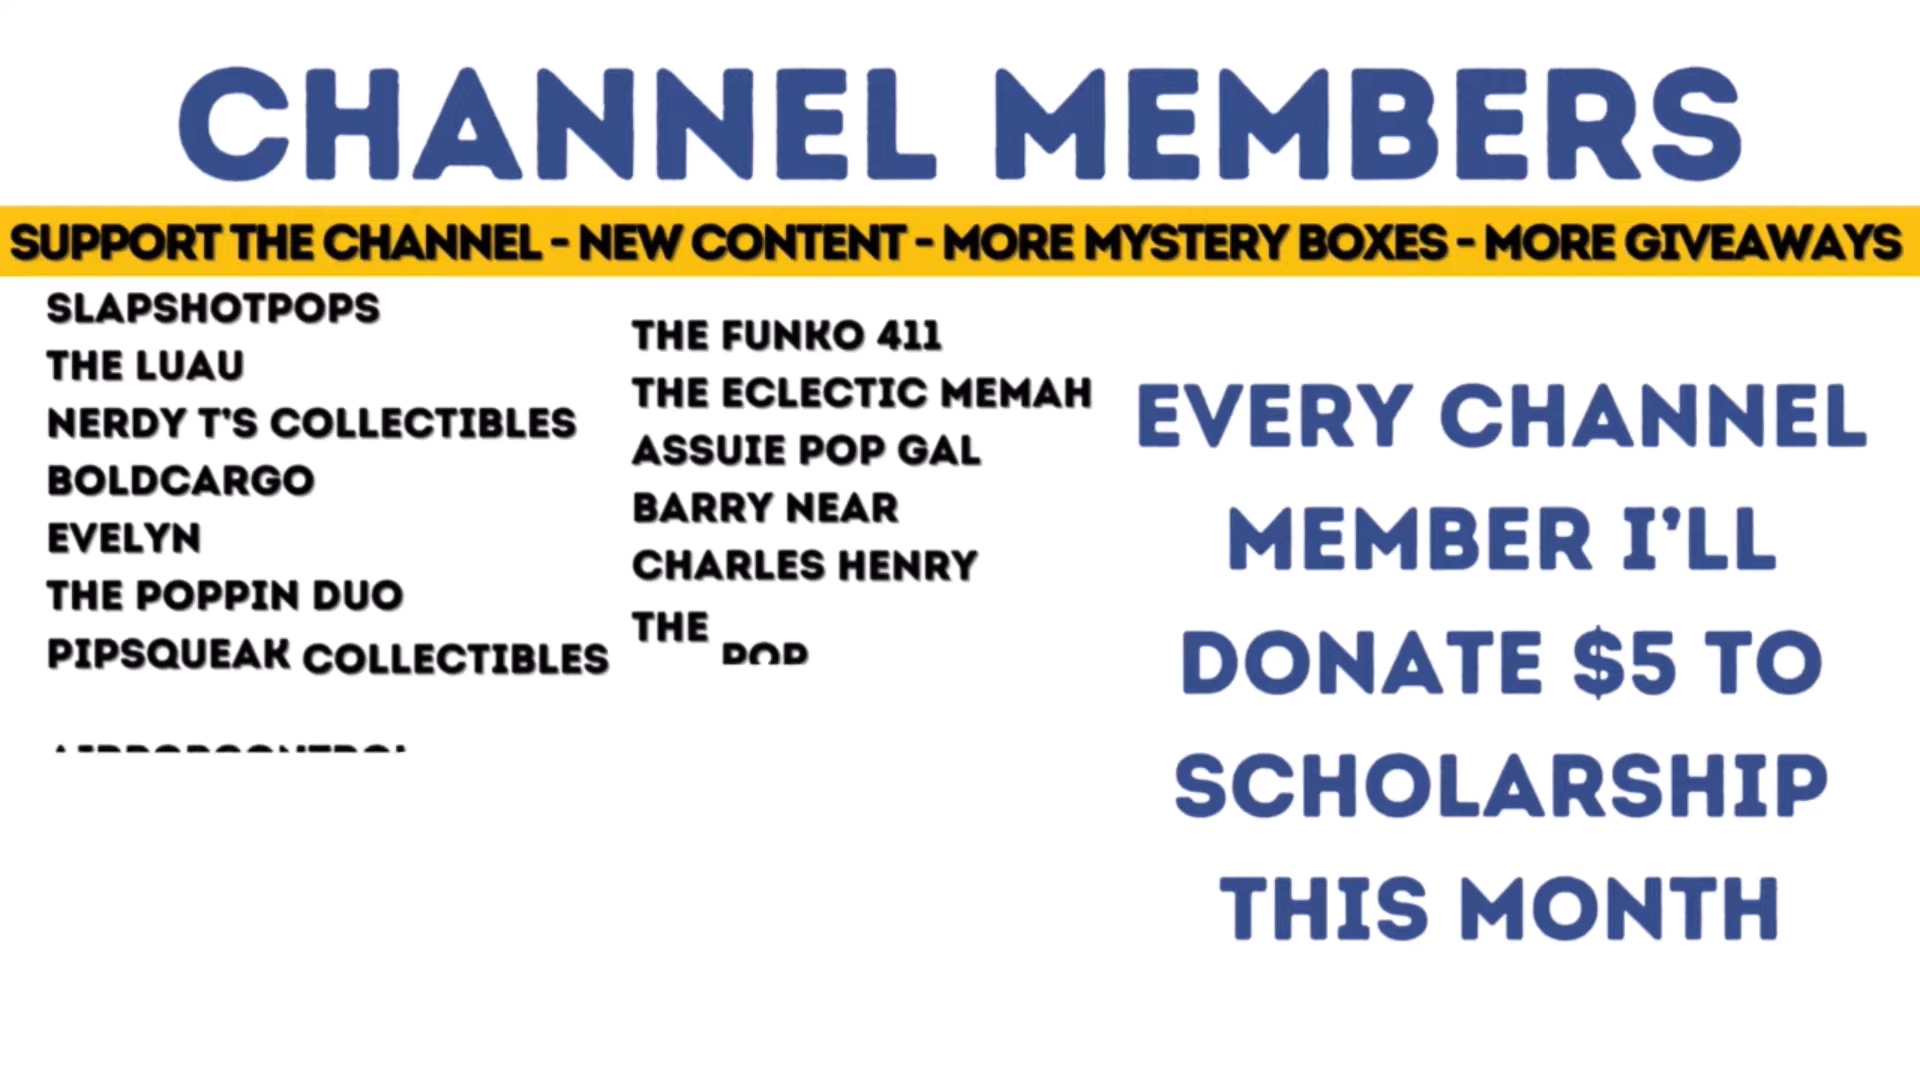 CHANNEL MEMBERS
SUPPORT THE CHANNEL - NEW CONTENT - MORE MYSTERY BOXES - MORE GIVEAWAYS
SLAPSHOTPOPS
THE LUAU
NERDY T'S COLLECTIBLES
BOLDCARGO
EVELYN
THE POPPIN DUO
PIPSQUEAK COLLECTIBLES
THE FUNKO 411
THE ECLECTIC MEMAH
ASSUIE POP GAL
BARRY NEAR
CHARLES HENRY
THE POP
EVERY CHANNEL
MEMBER I'LL
DONATE $5 TO
SCHOLARSHIP
THIS MONTH